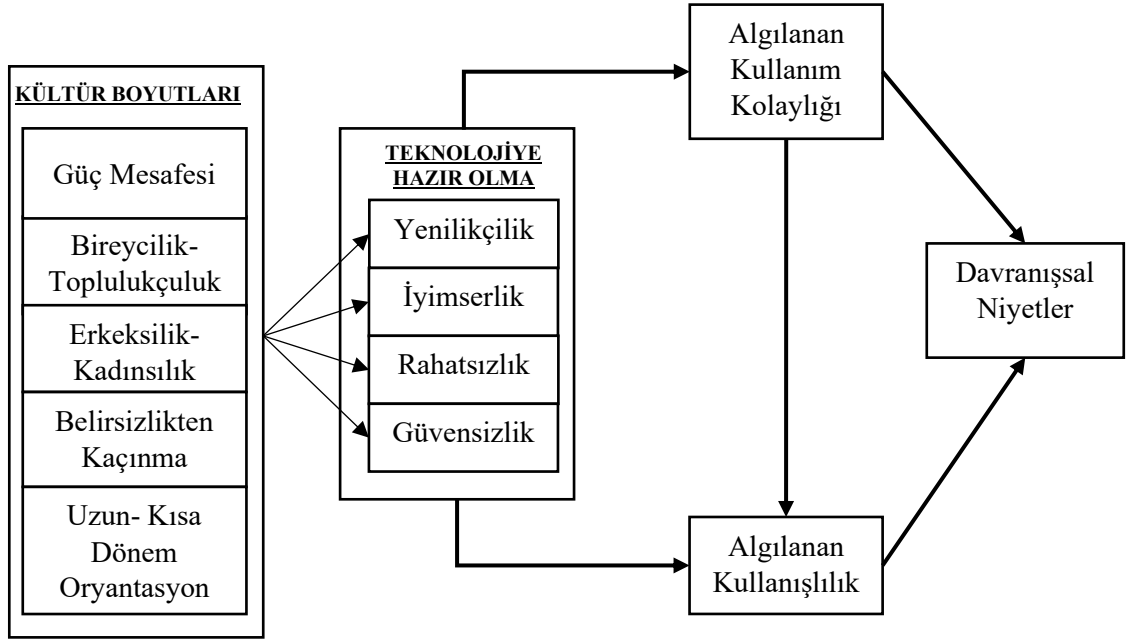 KÜLTÜR BOYUTLARI
Güç Mesafesi
Bireycilik-
Toplulukçuluk
Erkeksilik-
Kadınsılık
Belirsizlikten
Kaçınma
Uzun- Kısa
Dönem
Oryantasyon
TEKNOLOJİYE
HAZIR OLMA
Yenilikçilik
İyimserlik
Rahatsızlık
Güvensizlik
Algılanan
Kullanım
Kolaylığı
Algılanan
Kullanışlılık
Davranışsal
Niyetler